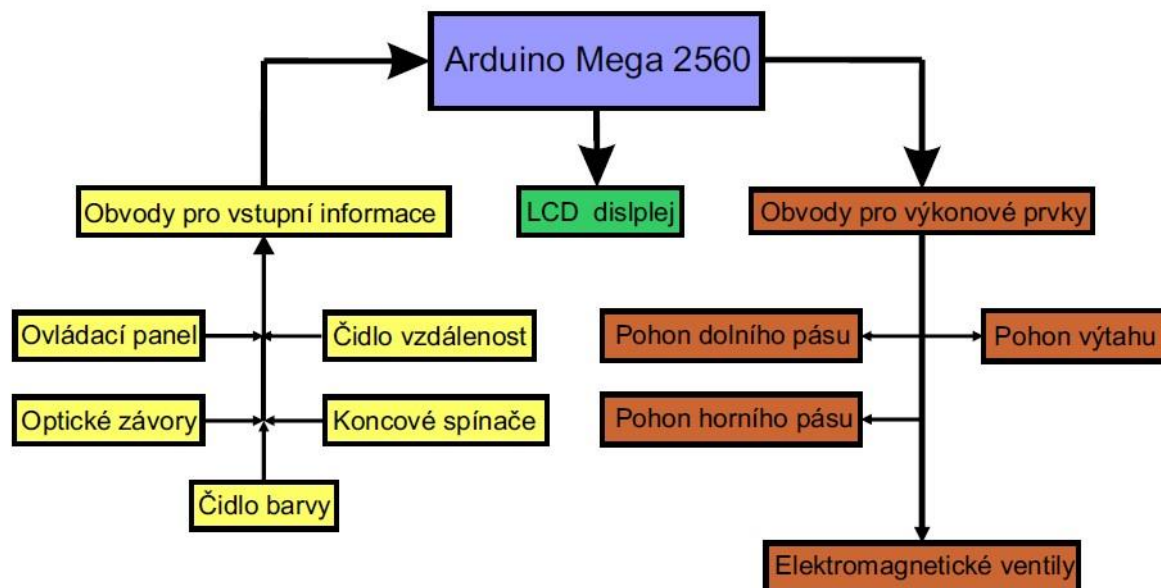 Arduino Mega 2560
Obvody pro vstupní informace
LCD dislplej
Obvody pro výkonové prvky
Ovládací panel
Čidlo vzdálenost
Pohon dolního pásu
Pohon výtahu
Optické závory
Koncové spínače
Pohon horního pásu
Čidlo barvy
Elektromagnetické ventily